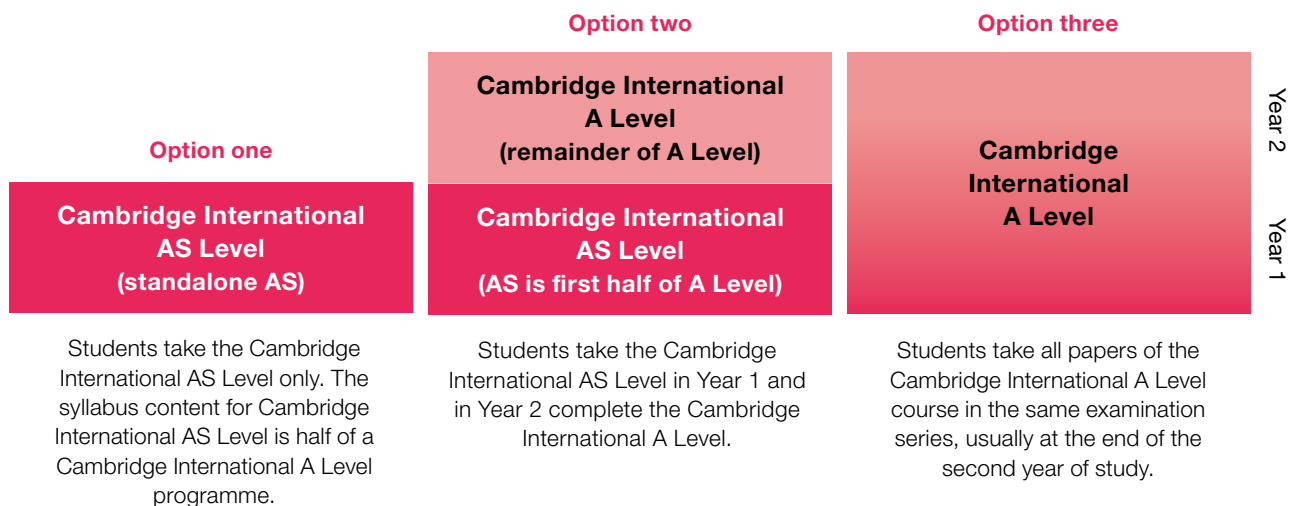 Option one
Cambridge International
AS Level
(standalone AS)
Students take the Cambridge
International AS Level only. The
syllabus content for Cambridge
International AS Level is half of a
Cambridge International A Level
programme.
Option two
Cambridge International
A Level
(remainder of A Level)
Cambridge International
AS Level
(AS is first half of A Level)
Students take the Cambridge
International AS Level in Year 1 and
in Year 2 complete the Cambridge
International A Level.
Option three
Cambridge
International
A Level
Students take all papers of the
Cambridge International A Level
course in the same examination
series, usually at the end of the
second year of study.
Year 2
Year 1